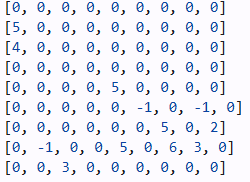 [0, 0, 0, 0, 0, 0, 0, 0, 0]
[5, 0, 0, 0, 0, 0, 0, 0, 0]
[4, 0, 0, 0, 0, 0, 0, 0, 0]
[0, 0, 0, 0, 0, 0, 0, 0, 0]
[0, 0, 0, 0, 5, 0, 0, 0, 0]
[0, 0, 0, 0, 0, -1, 0, -1, 0]
[0, 0, 0, 0, 0, 0, 5, 0, 2]
[0, -1, 0, 0, 5, 0, 6, 3, 0]
[0, 0, 3, 0, 0, 0, 0, 0, 0]